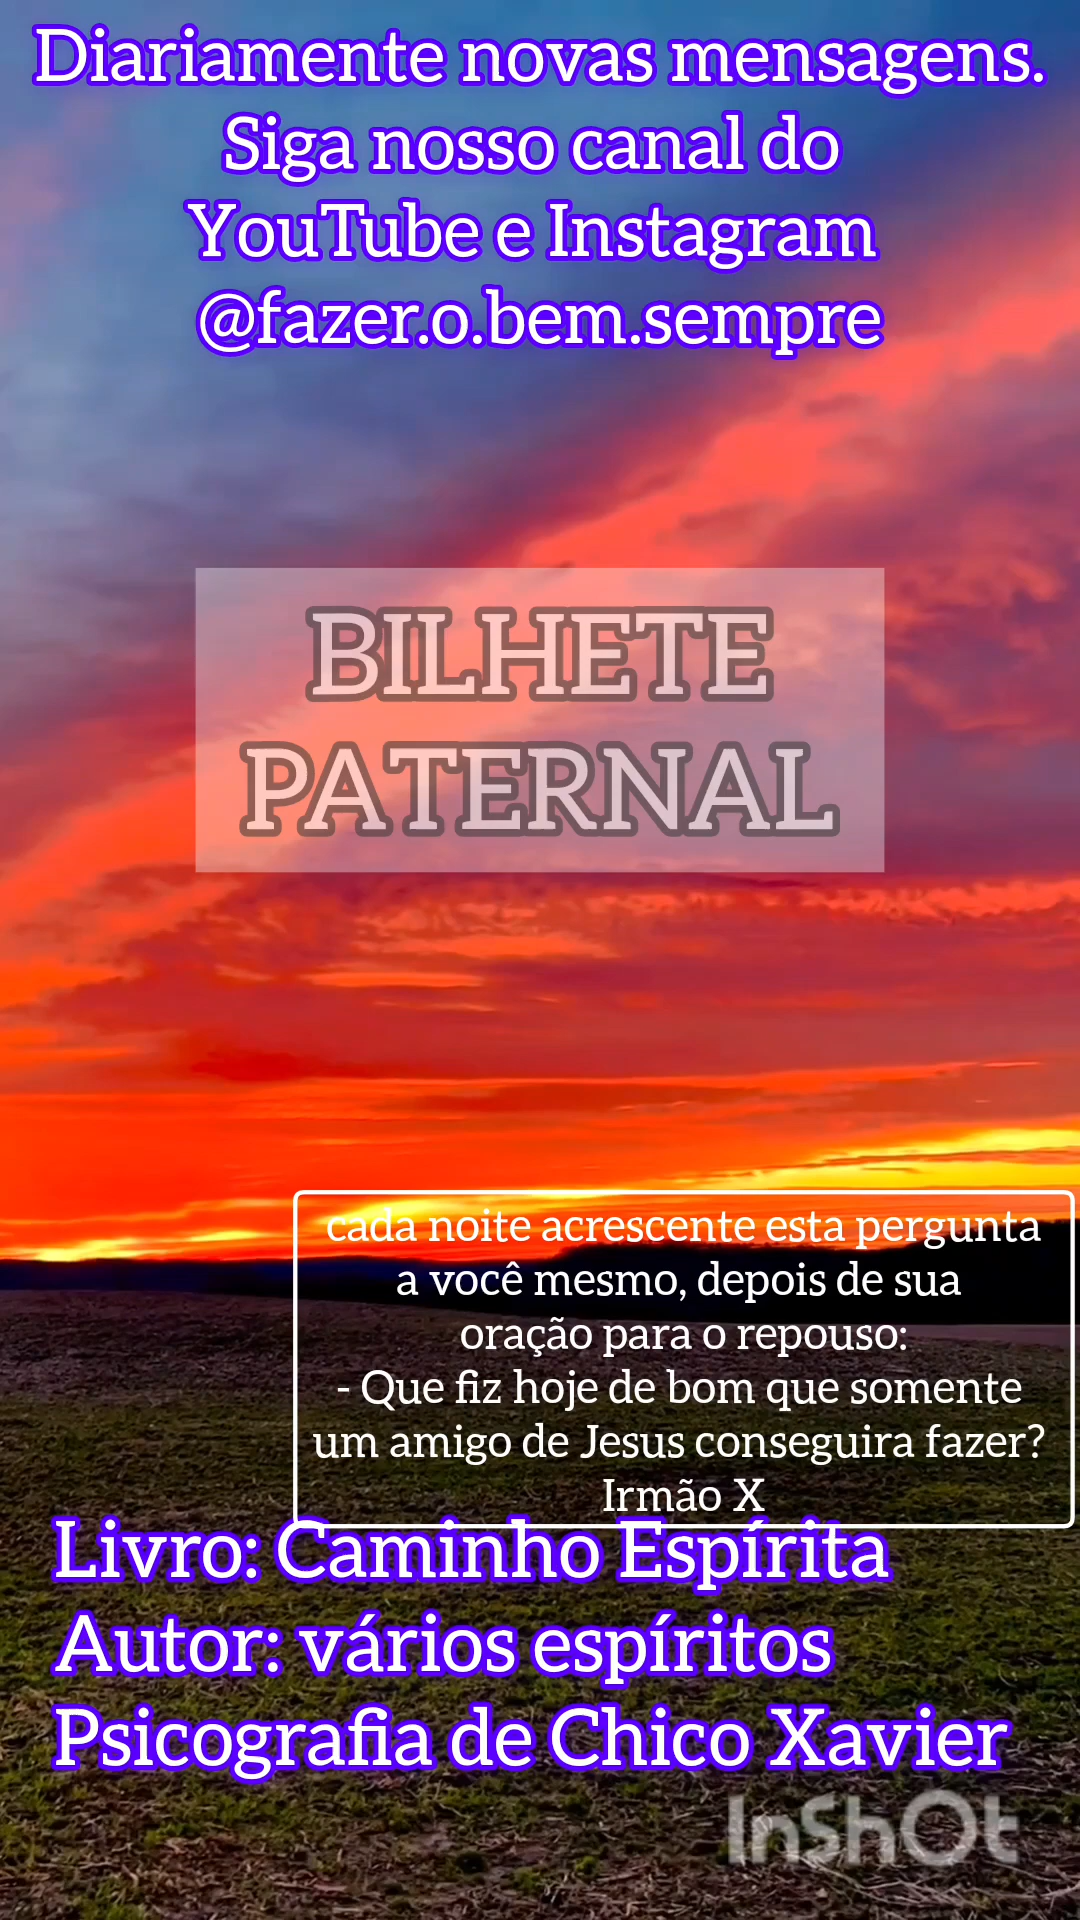 Diariamente novas mensagens.
Siga nosso canal do
YouTube e Instagram
@fazer.o.bem.sempre
BILHETE
PATERNAL
cada noite acrescente esta pergunta
a você mesmo, depois de sua
oração para o repouso:
- Que fiz hoje de bom que somente
um amigo de Jesus conseguira fazer?
Irmão X
Livro: Caminho Espírita
Autor: vários espíritos
Psicografia de Chico Xavier
InShOt